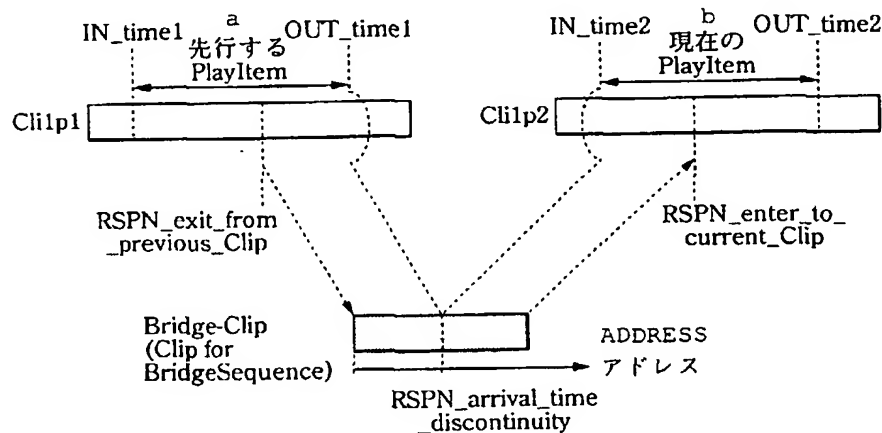 IN_time1
a
先行する
PlayItem
OUT_time1
IN_time2
b
現在の
PlayItem
OUT_time2
Cli1p1
Cli1p2
RSPN_exit_from
_previous_Clip
RSPN_enter_to_
current_Clip
Bridge-Clip
(Clip for
BridgeSequence)
ADDRESS
アドレス
RSPN_arrival_time
_discontinuity